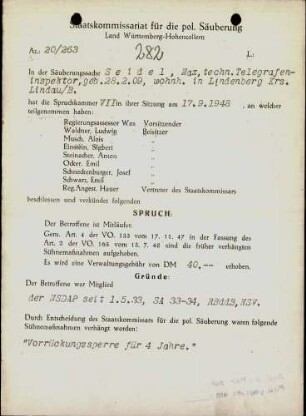 Staatskommissariat für die pol. Säuberung
Land Württemberg-Hohenzollern
Az.: 20/263
282
L:
In der Säuberungssache Seidel, Max, techn. Telegrafen-
inspektor, geb. 28.2.09, wohnh. in Lindenberg Krs.
Lindau/B.
hat die Spruchkammer VII in ihrer Sitzung am 17.9.1948, an welcher
teilgenommen haben:
Regierungsassessor Wax Vorsitzender
Waldner, Ludwig Beisitzer
Musch, Alois "
Einsslin, Sigbert "
Steinacher, Anton "
Oderr, Emil "
Schnekenburger, Josef "
Schwarz, Emil "
Reg.Angest. Hauer Vertreter des Staatskommissars
beschlossen und verkündet folgenden
SPRUCH:
Der Betroffene ist Mitläufer.
Gem. Art. 4 der VO. 133 vom 17. 11. 47 in der Fassung des
Art. 2 der VO. 165 vom 13. 7. 48 sind die früher verhängten
Sühnemaßnahmen aufgehoben.
Es wird eine Verwaltungsgebühr von DM 40,-- erhoben.
Gründe:
Der Betroffene war Mitglied
der NSDAP seit 1.5.33, SA 33-34, NSV.
Durch Entscheidung des Staatskommissars für die pol. Säuberung waren folgende
Sühnemaßnahmen verhängt worden:
"Vorrückungssperre für 4 Jahre."